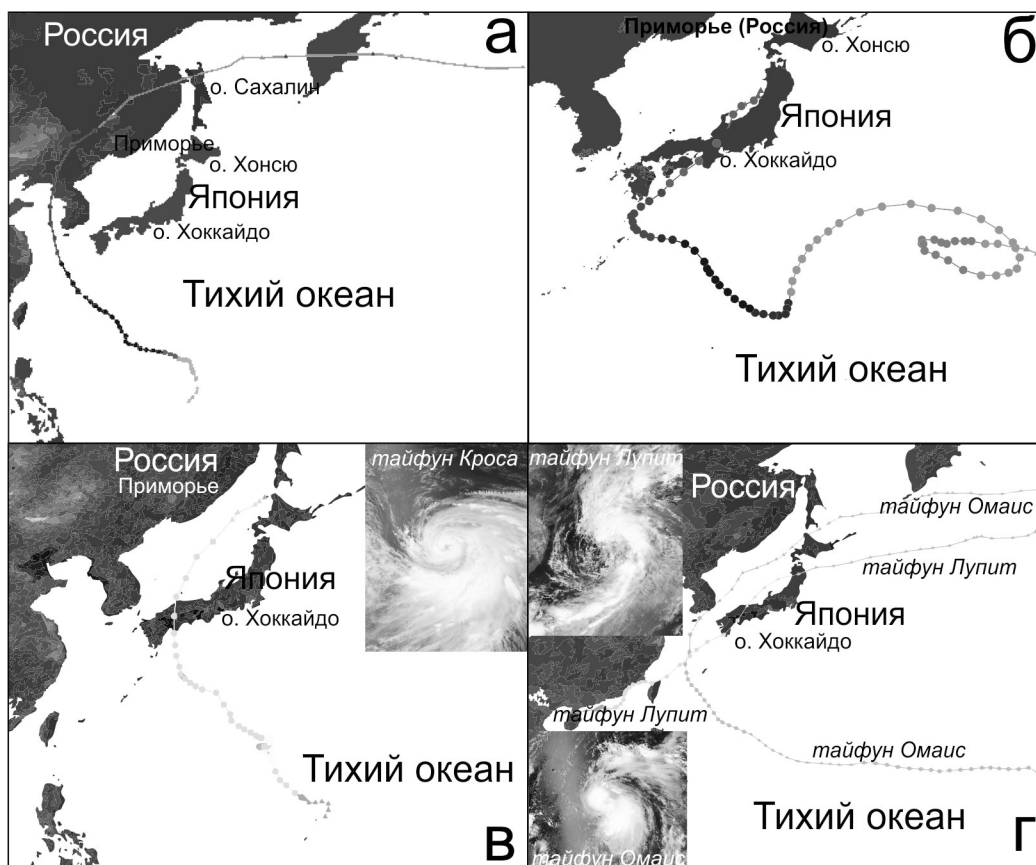 Россия
а
о. Сахалин
Приморье
о. Хонсю
Япония
о. Хоккайдо
Тихий океан
Приморье (Россия)
б
о. Хонсю
Япония
о. Хоккайдо
Тихий океан
Россия
Приморье
тайфун Кроса
Япония
о. Хоккайдо
Тихий океан
в
тайфун Лупит
Россия
тайфун Омаис
тайфун Лупит
Япония
о. Хоккайдо
тайфун Лупит
тайфун Омаис
Тихий океан
тайфун Омаис
г